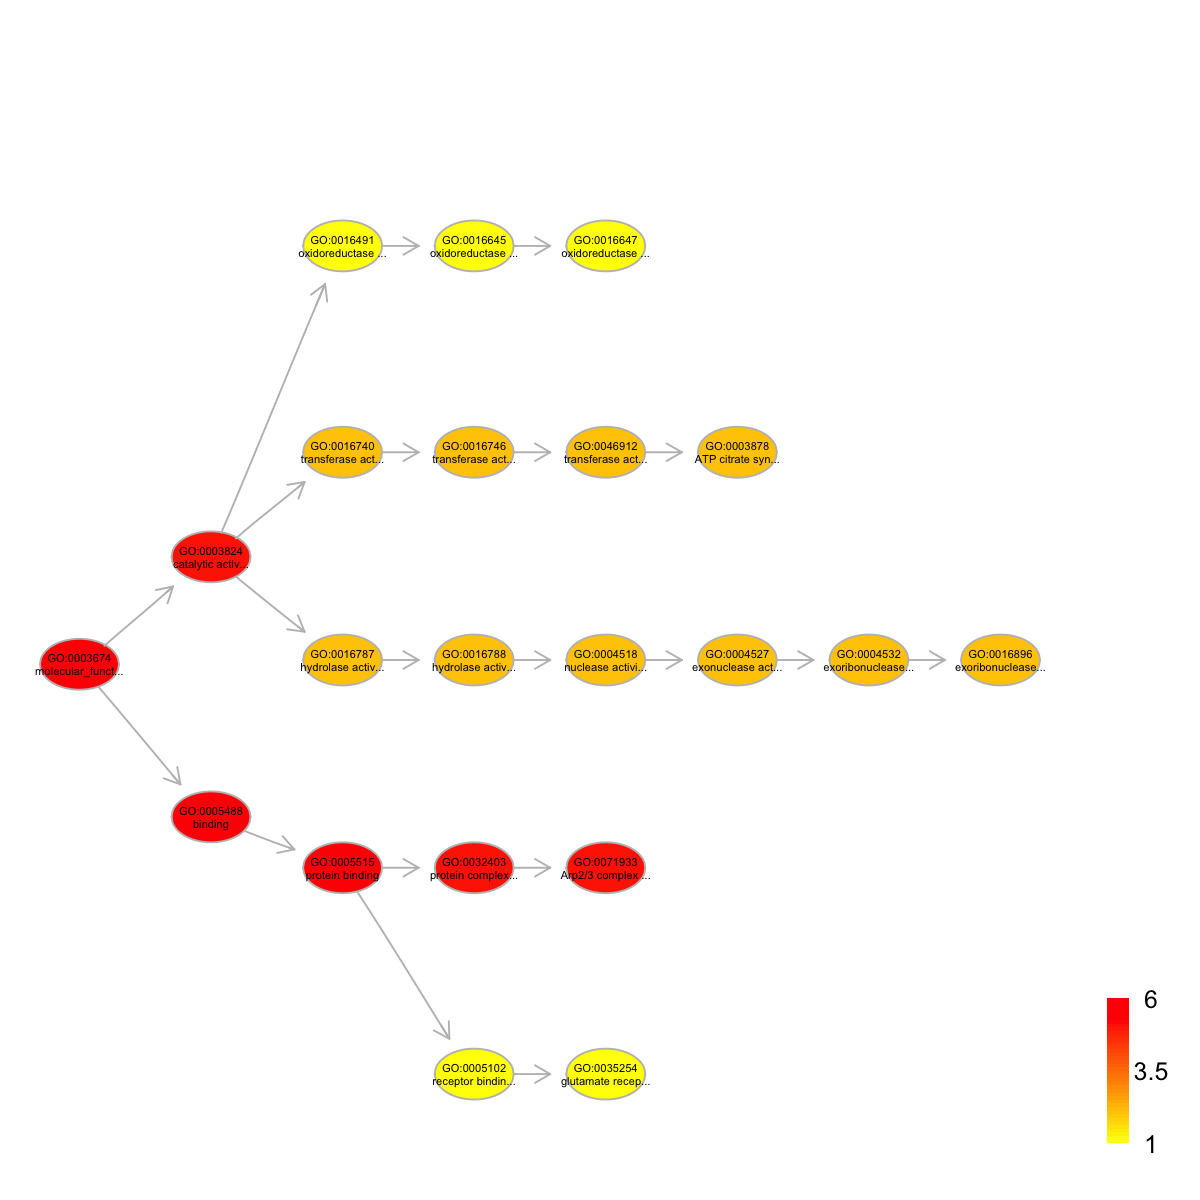 GO:0016491
oxidoreductase ...
GO:0016645
oxidoreductase ...
GO:0016647
oxidoreductase ...
GO:0016740
transferase act...
GO:0016746
transferase act...
GO:0046912
transferase act...
GO:0003878
ATP citrate syn...
GO:0003824
catalytic activ...
GO:0003674
molecular_funct...
GO:0016787
hydrolase activ...
GO:0016788
hydrolase activ...
GO:0004518
nuclease activi...
GO:0004527
exonuclease act...
GO:0004532
exoribonuclease...
GO:0016896
exoribonuclease...
GO:0005488
binding
GO:0005515
protein binding
GO:0032403
protein complex...
GO:0071933
Arp2/3 complex ...
GO:0005102
receptor bindin...
GO:0035254
glutamate recep...
6
3.5
1